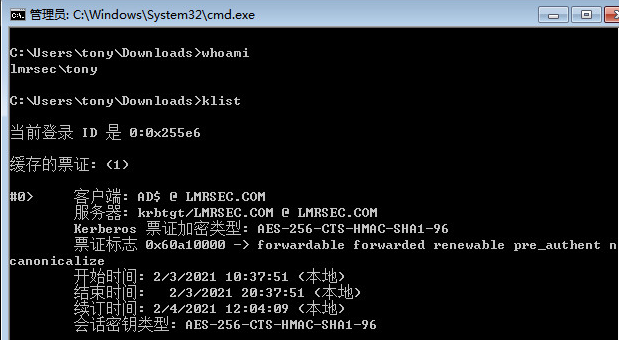 管理员: C:\Windows\System32\cmd.exe
C:\Users\tony\Downloads>whoami
lmrsec\tony
C:\Users\tony\Downloads>klist
当前登录 ID 是 0:0x255e6
缓存的票证: (1)
#0> 客户端: AD$ @ LMRSEC.COM
服务器: krbtgt/LMRSEC.COM @ LMRSEC.COM
Kerberos 票证加密类型: AES-256-CTS-HMAC-SHA1-96
票证标志 0x60a10000 -> forwardable forwarded renewable pre_authent n
canonicalize
开始时间: 2/3/2021 10:37:51 (本地)
结束时间: 2/3/2021 20:37:51 (本地)
续订时间: 2/4/2021 12:04:09 (本地)
会话密钥类型: AES-256-CTS-HMAC-SHA1-96